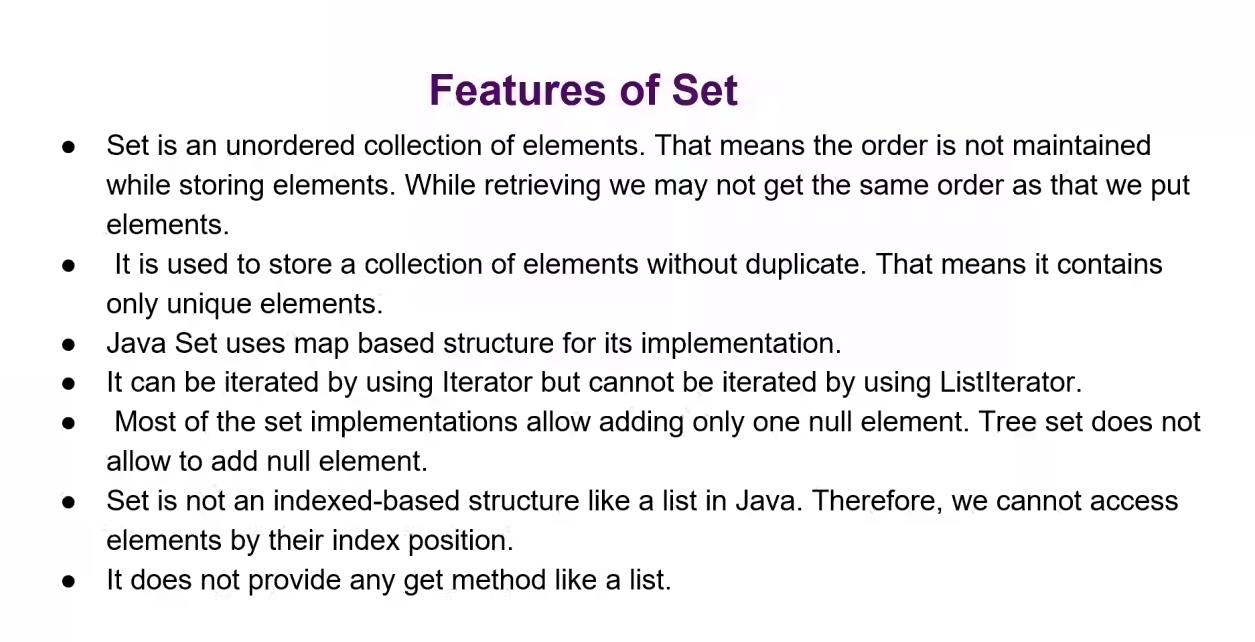 Features of Set
● Set is an unordered collection of elements. That means the order is not maintained
while storing elements. While retrieving we may not get the same order as that we put
elements.
● It is used to store a collection of elements without duplicate. That means it contains
only unique elements.
● Java Set uses map based structure for its implementation.
● It can be iterated by using Iterator but cannot be iterated by using ListIterator.
● Most of the set implementations allow adding only one null element. Tree set does not
allow to add null element.
● Set is not an indexed-based structure like a list in Java. Therefore, we cannot access
elements by their index position.
● It does not provide any get method like a list.